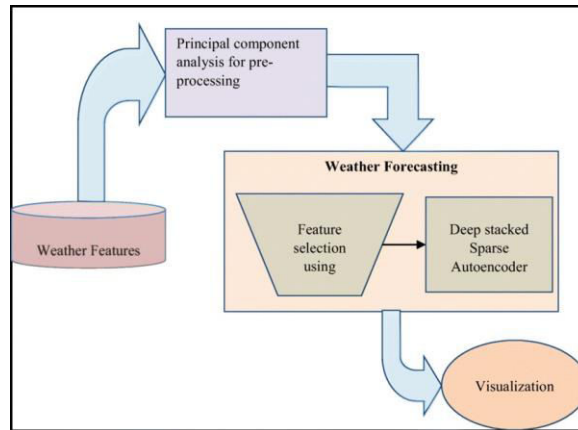 Principal component
analysis for pre-
processing
Weather Forecasting
Feature
selection
using
Deep stacked
Sparse
Autoencoder
Weather Features
Visualization